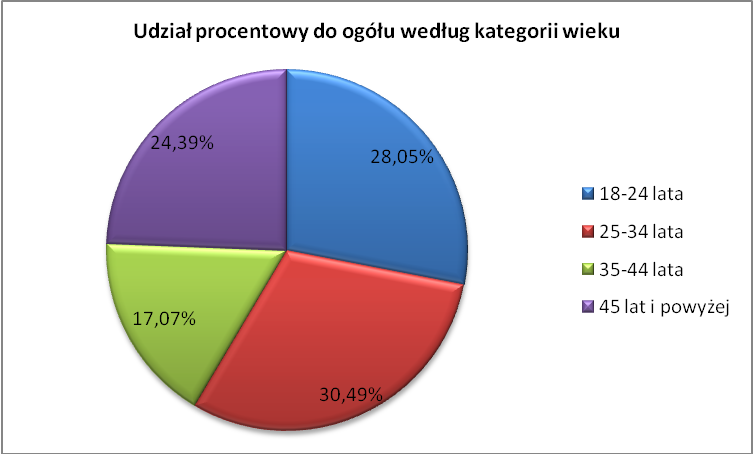 Udział procentowy do ogółu według kategorii wieku
24,39%
28,05%
17,07%
30,49%
18-24 lata
25-34 lata
35-44 lata
45 lat i powyżej